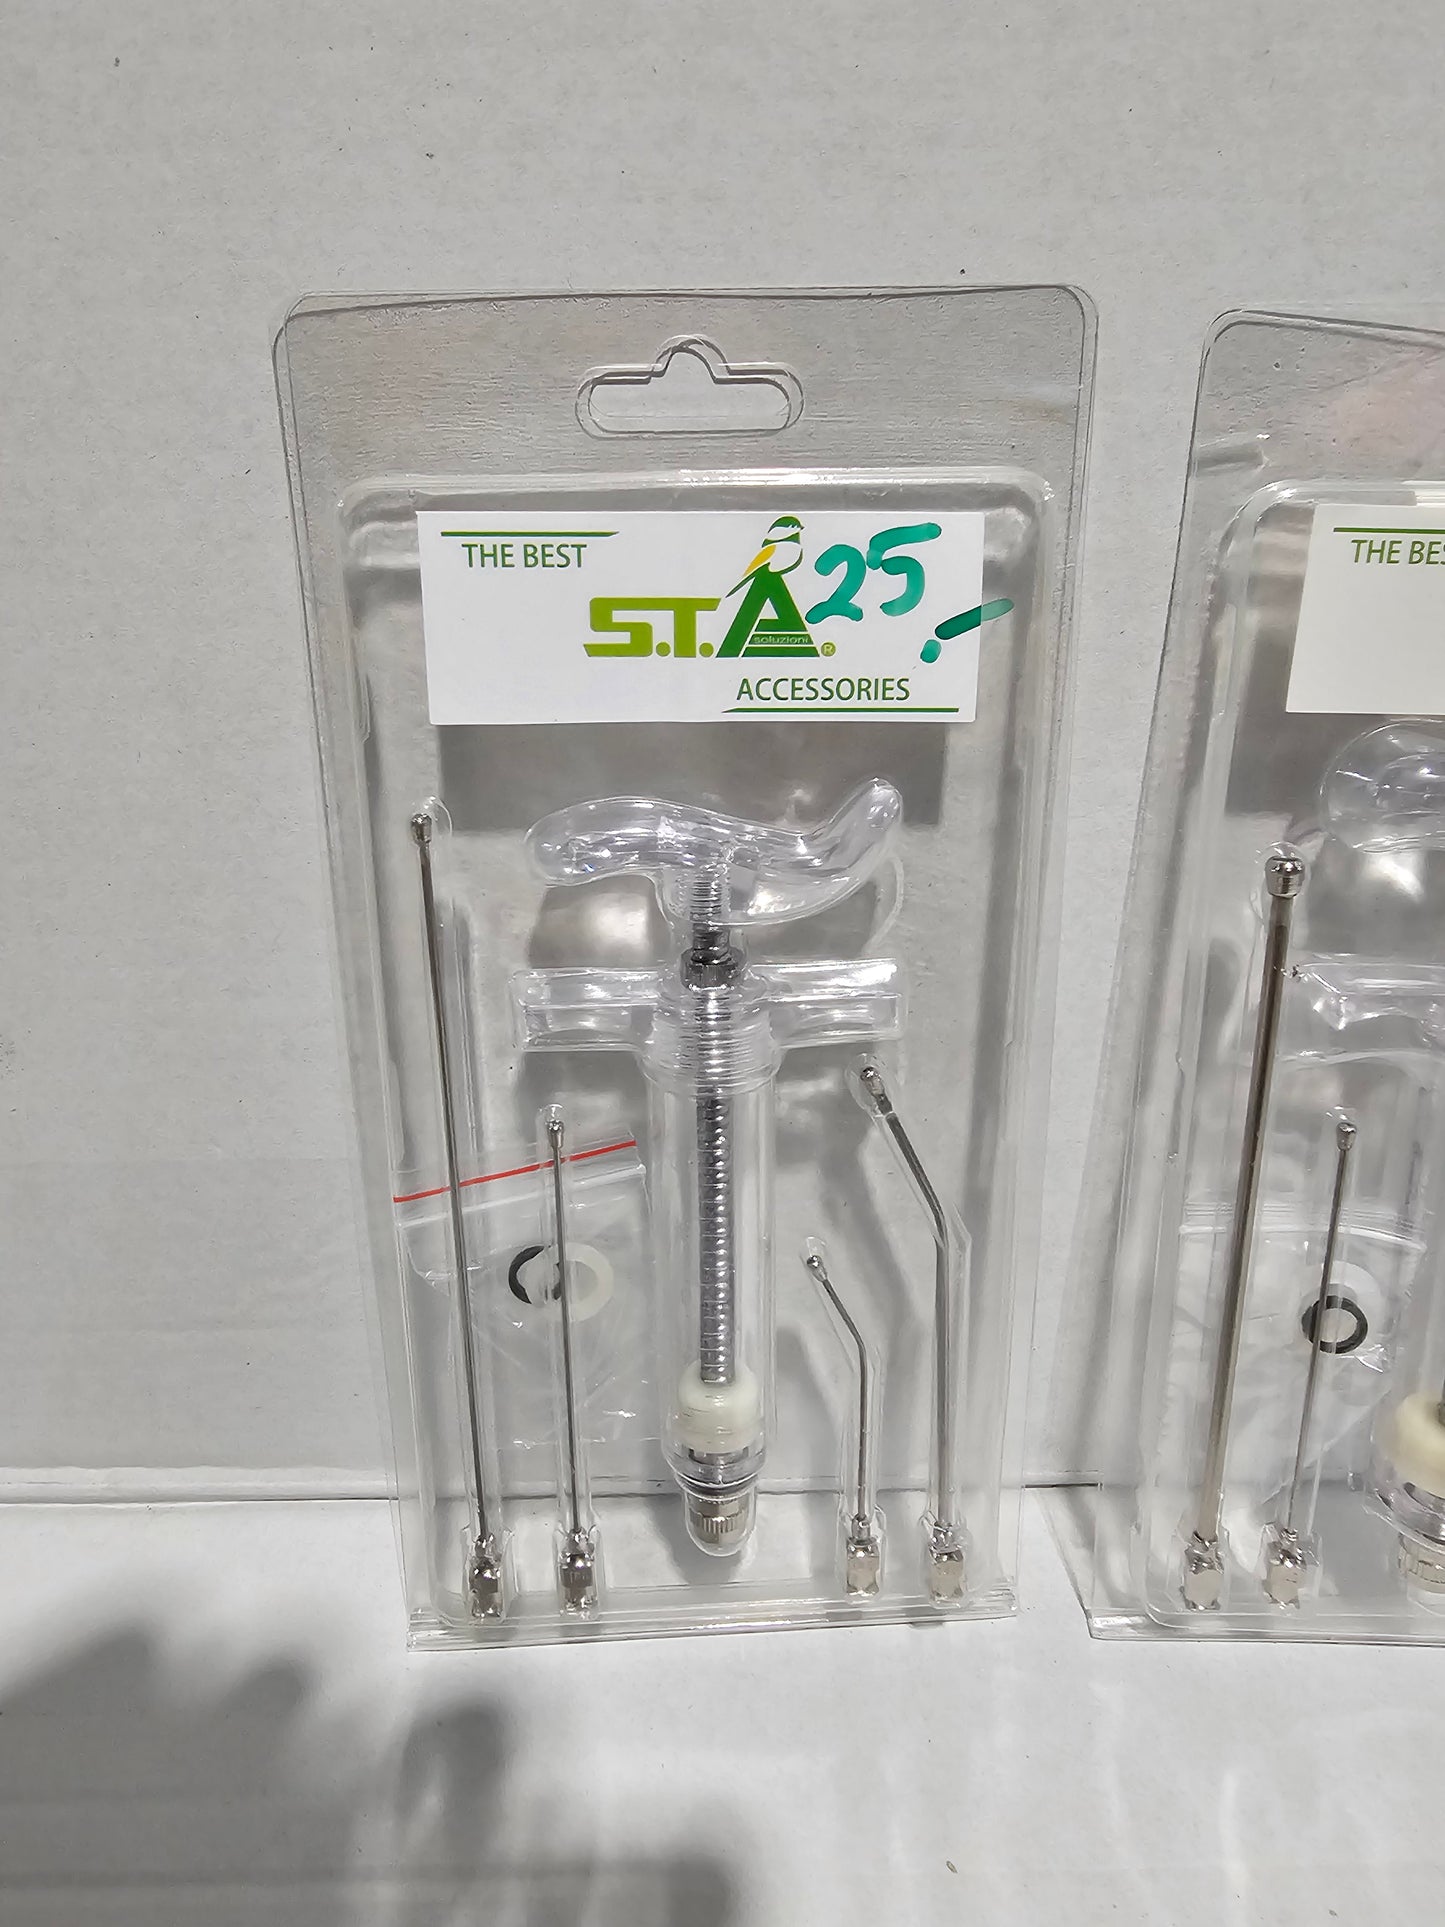 THE BEST
S.T.A.®
soluzioni
25.-
ACCESSORIES
THE BES